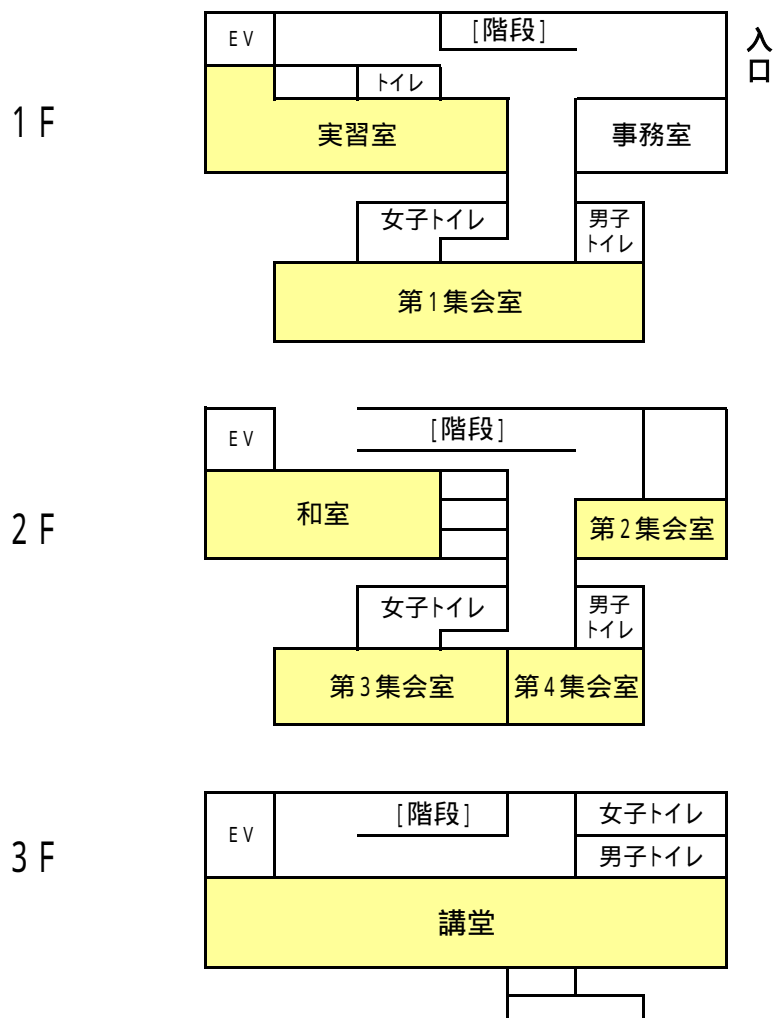 EV
[階段]
入口
1F
トイレ
実習室
事務室
女子トイレ
男子
トイレ
第1集会室
EV
[階段]
2F
和室
第2集会室
女子トイレ
男子
トイレ
第3集会室
第4集会室
EV
[階段]
女子トイレ
男子トイレ
3F
講堂